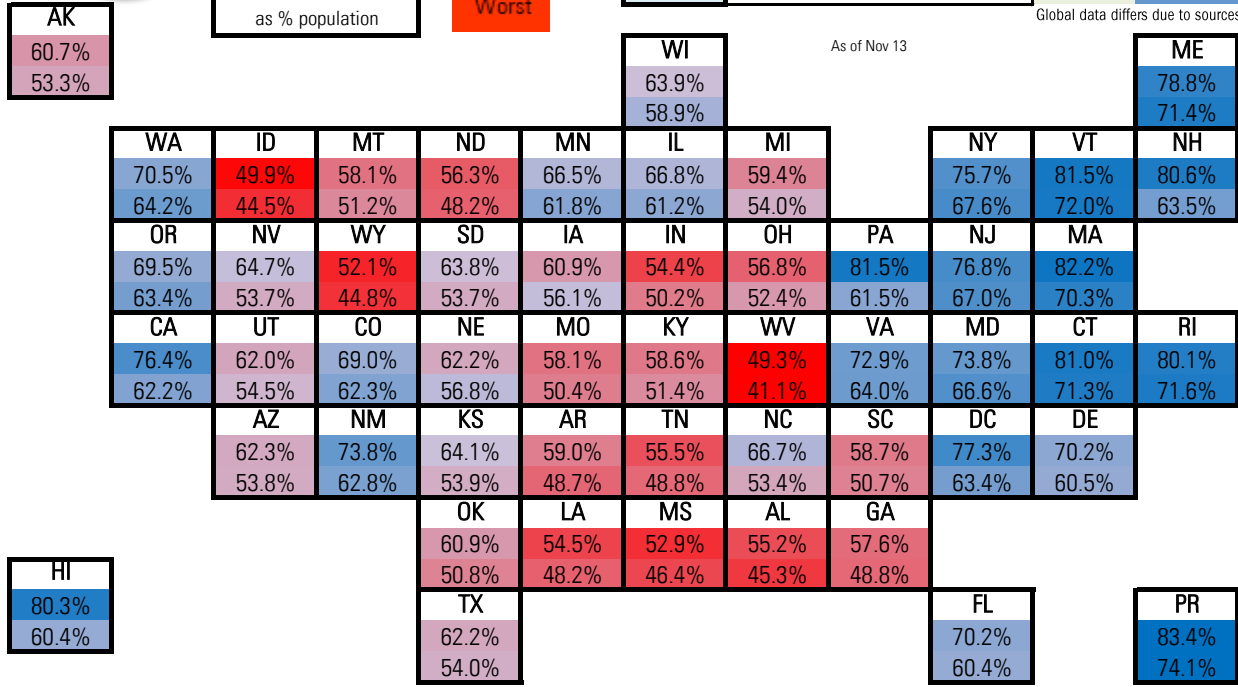 AK
as % population
Worst
Global data differs due to sources
60.7%
53.3%
WI
As of Nov 13
ME
63.9%
78.8%
58.9%
71.4%
WA ID MT ND MN IL MI NY VT NH
70.5% 49.9% 58.1% 56.3% 66.5% 66.8% 59.4% 75.7% 81.5% 80.6%
64.2% 44.5% 51.2% 48.2% 61.8% 61.2% 54.0% 67.6% 72.0% 63.5%
OR NV WY SD IA IN OH PA NJ MA
69.5% 64.7% 52.1% 63.8% 60.9% 54.4% 56.8% 81.5% 76.8% 82.2%
63.4% 53.7% 44.8% 53.7% 56.1% 50.2% 52.4% 61.5% 67.0% 70.3%
CA UT CO NE MO KY WV VA MD CT RI
76.4% 62.0% 69.0% 62.2% 58.1% 58.6% 49.3% 72.9% 73.8% 81.0% 80.1%
62.2% 54.5% 62.3% 56.8% 50.4% 51.4% 41.1% 64.0% 66.6% 71.3% 71.6%
AZ NM KS AR TN NC SC DC DE
62.3% 73.8% 64.1% 59.0% 55.5% 66.7% 58.7% 77.3% 70.2%
53.8% 62.8% 53.9% 48.7% 48.8% 53.4% 50.7% 63.4% 60.5%
OK LA MS AL GA
60.9% 54.5% 52.9% 55.2% 57.6%
50.8% 48.2% 46.4% 45.3% 48.8%
HI
80.3%
60.4%
TX FL PR
62.2% 70.2% 83.4%
54.0% 60.4% 74.1%